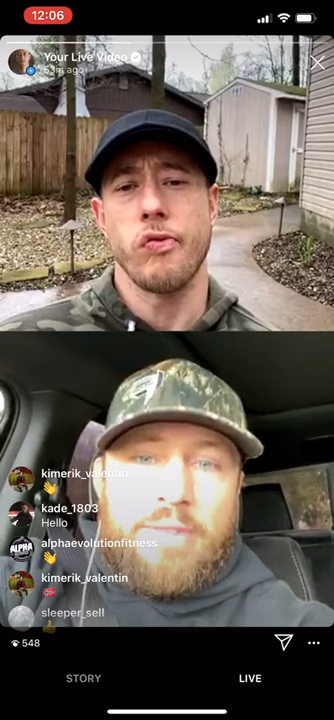 12:06
Your Live Video
53m ago
kimerik_valentin
👋
kade_1803
Hello
ALPHA
alphaevolutionfitness
👋
kimerik_valentin
🇳🇴
sleeper_sell
👍
548
STORY
LIVE